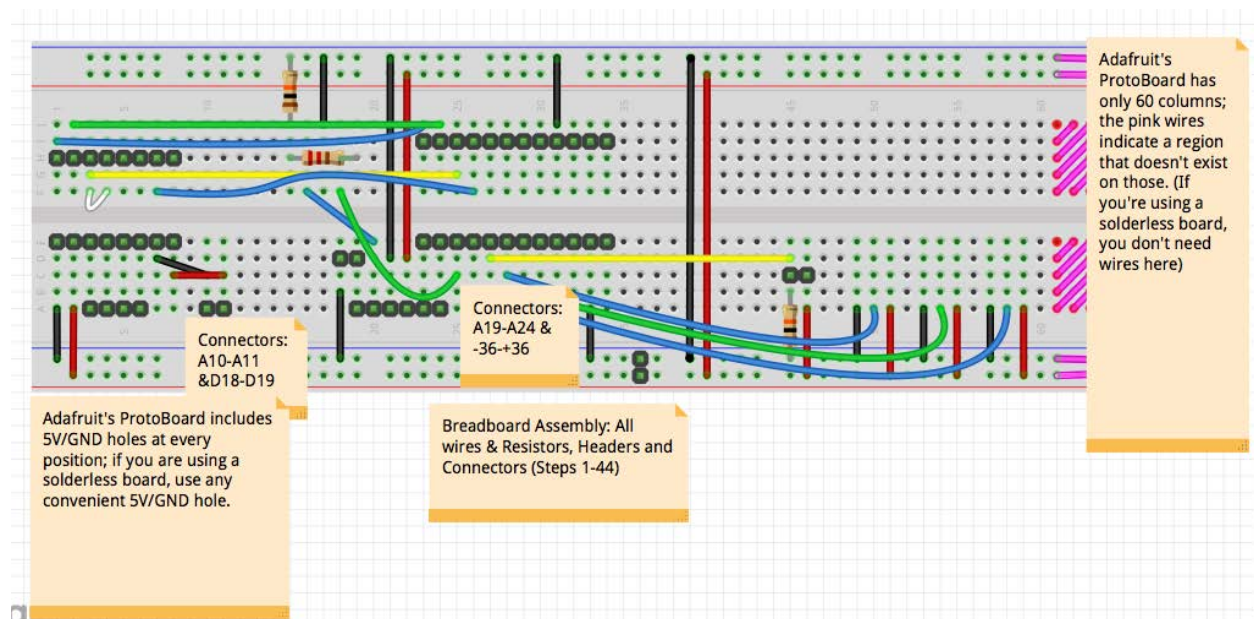 Adafruit's
ProtoBoard has
only 60 columns;
the pink wires
indicate a region
that doesn't exist
on those. (If
you're using a
solderless board,
you don't need
wires here)
Connectors:
A19-A24 &
-36-+36
Connectors:
A10-A11
&D18-D19
Adafruit's ProtoBoard includes
5V/GND holes at every
position; if you are using a
solderless board, use any
convenient 5V/GND hole.
Breadboard Assembly: All
wires & Resistors, Headers and
Connectors (Steps 1-44)